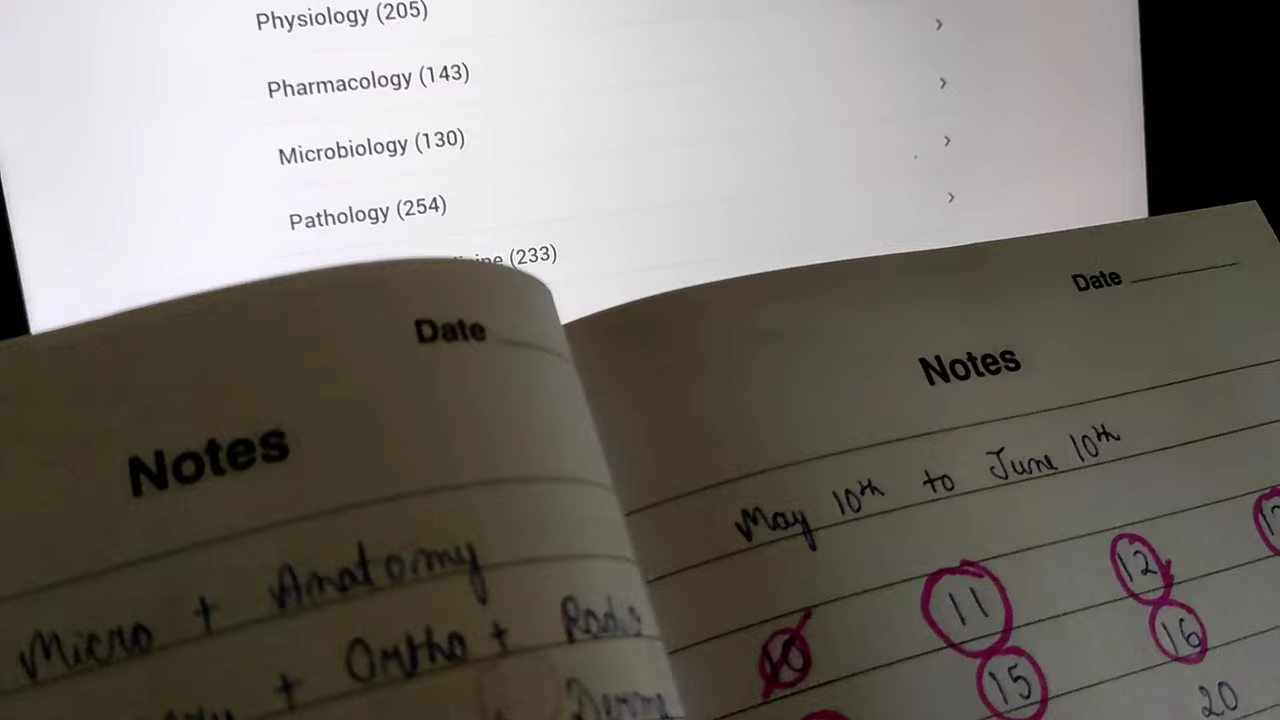 Physiology (205)
Pharmacology (143)
Microbiology (130)
Pathology (254)
(233)
Date
Notes
Micro + Anatomy
+ Ortho + Radio
Derm
Date
Notes
May 10th to June 10th
10 11 12
15 16
20